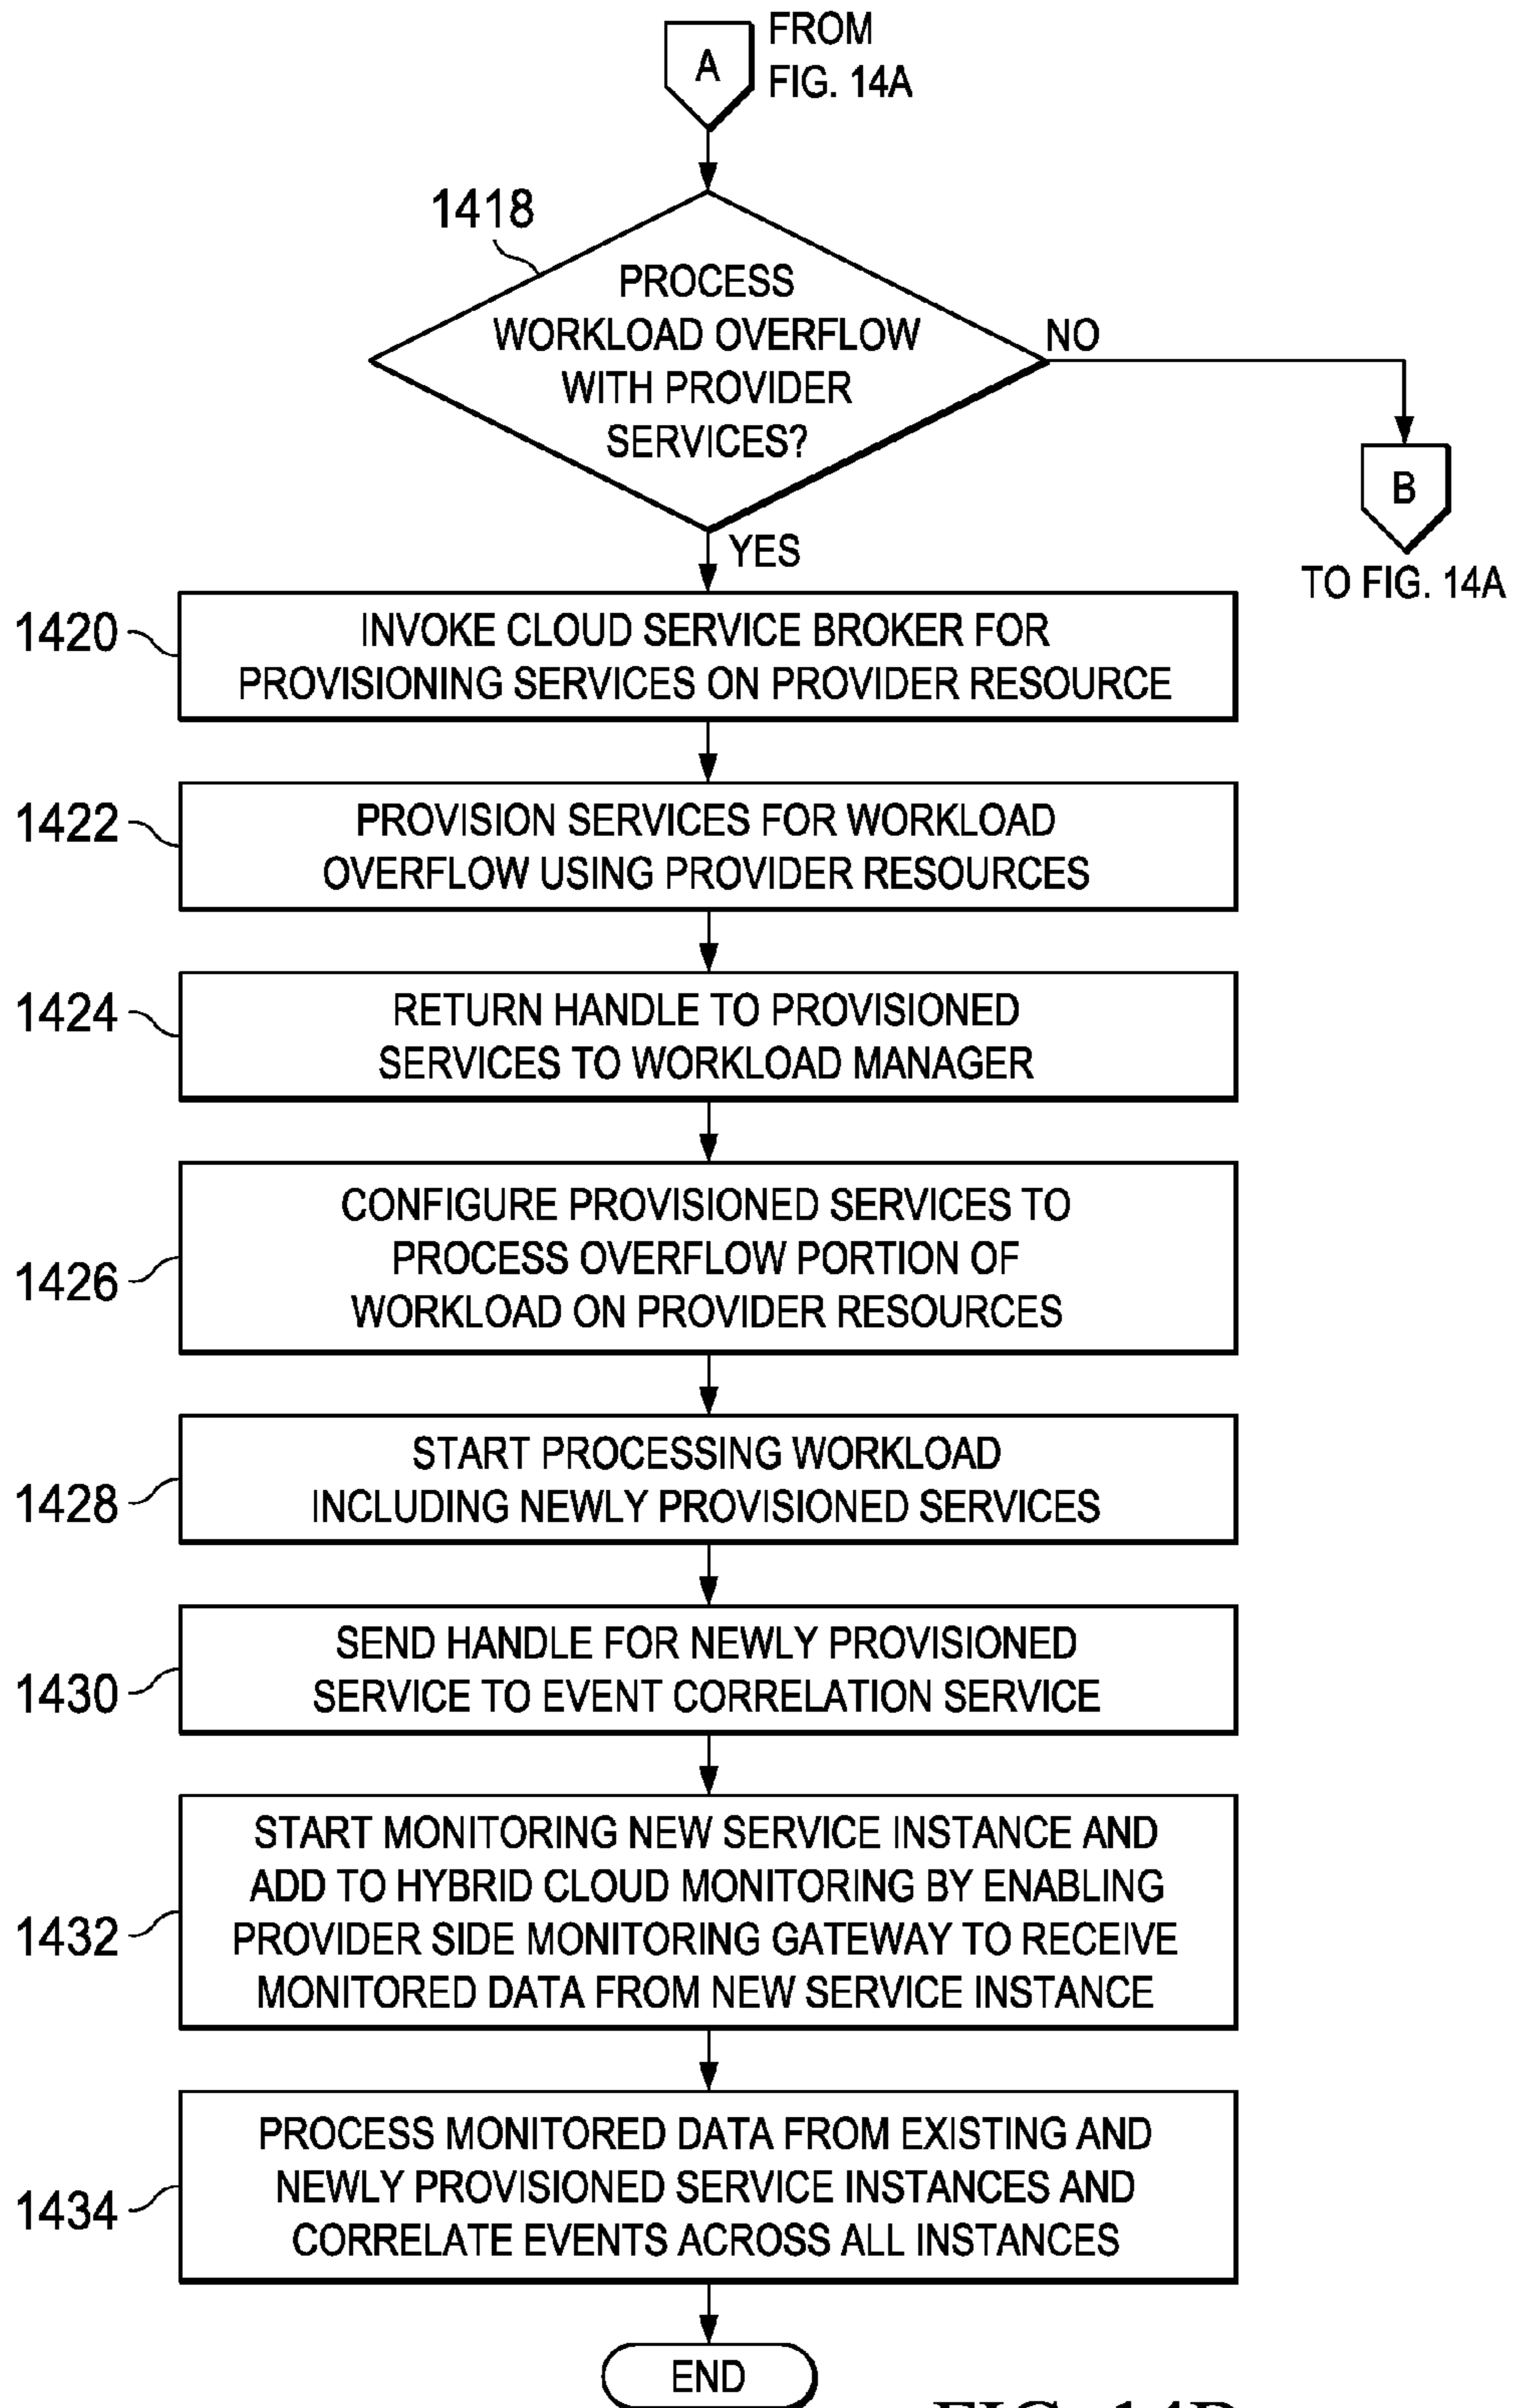 A
FROM
FIG. 14A
1418
PROCESS
WORKLOAD OVERFLOW
WITH PROVIDER
SERVICES?
NO
B
TO FIG. 14A
YES
1420
INVOKE CLOUD SERVICE BROKER FOR
PROVISIONING SERVICES ON PROVIDER RESOURCE
1422
PROVISION SERVICES FOR WORKLOAD
OVERFLOW USING PROVIDER RESOURCES
1424
RETURN HANDLE TO PROVISIONED
SERVICES TO WORKLOAD MANAGER
1426
CONFIGURE PROVISIONED SERVICES TO
PROCESS OVERFLOW PORTION OF
WORKLOAD ON PROVIDER RESOURCES
1428
START PROCESSING WORKLOAD
INCLUDING NEWLY PROVISIONED SERVICES
1430
SEND HANDLE FOR NEWLY PROVISIONED
SERVICE TO EVENT CORRELATION SERVICE
1432
START MONITORING NEW SERVICE INSTANCE AND
ADD TO HYBRID CLOUD MONITORING BY ENABLING
PROVIDER SIDE MONITORING GATEWAY TO RECEIVE
MONITORED DATA FROM NEW SERVICE INSTANCE
1434
PROCESS MONITORED DATA FROM EXISTING AND
NEWLY PROVISIONED SERVICE INSTANCES AND
CORRELATE EVENTS ACROSS ALL INSTANCES
END